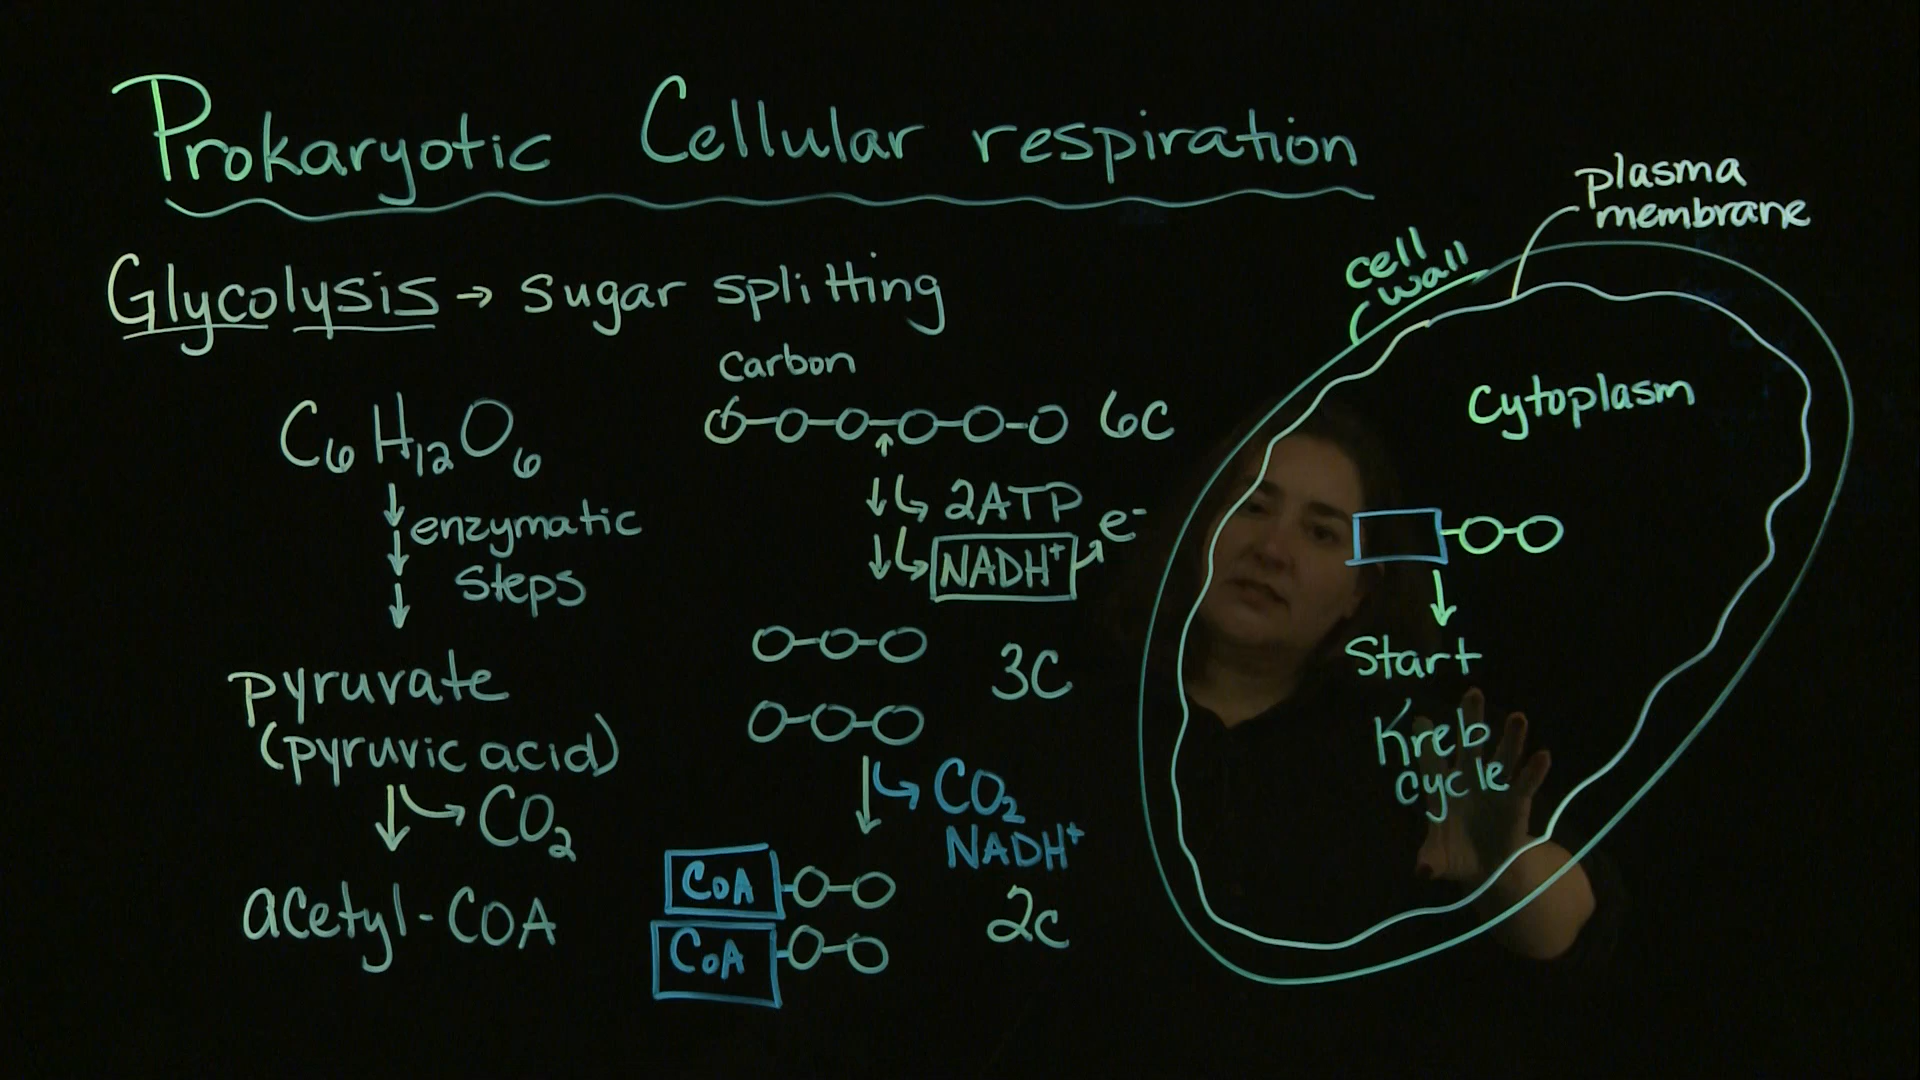 Prokaryotic Cellular respiration
Glycolysis → sugar splitting
C6H12O6
enzymatic
steps
pyruvate
(pyruvic acid)
CO2
acetyl-COA
Carbon
6C
2ATP
NADH+
e-
3C
CO2
NADH+
CoA
CoA
2C
cell
wall
plasma
membrane
Cytoplasm
Start
Kreb
cycle